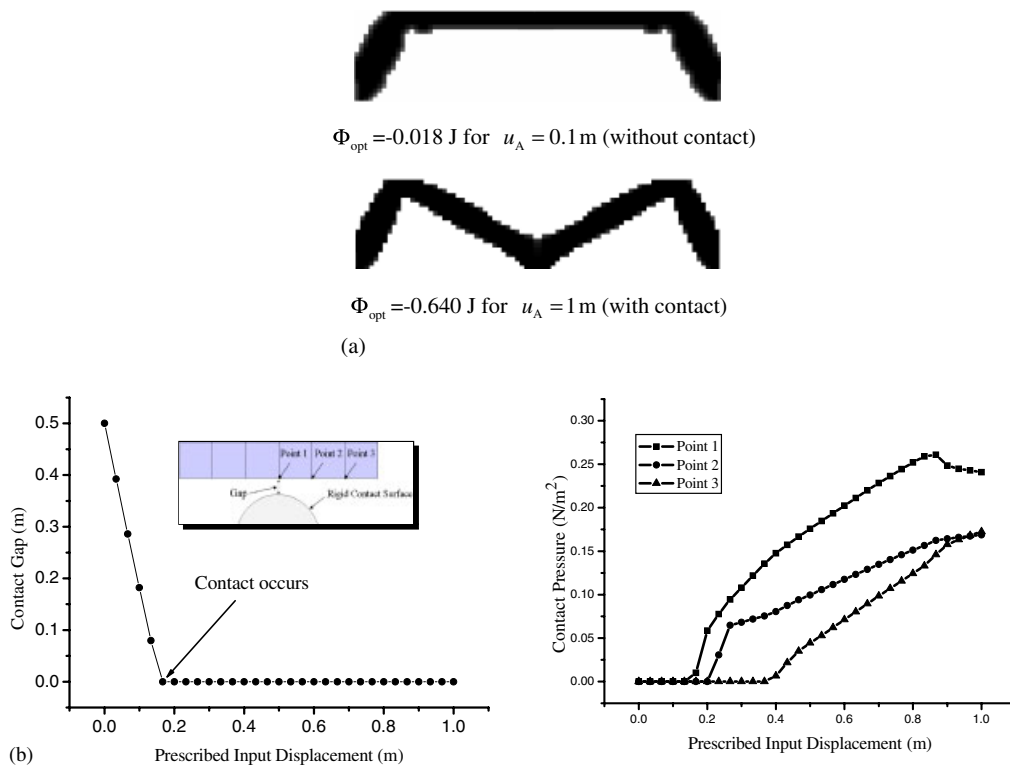 Φopt =-0.018 J for uA = 0.1 m (without contact)
Φopt =-0.640 J for uA = 1 m (with contact)
(a)
0.5
0.4
0.3
0.2
0.1
0.0
Contact Gap (m)
Point 1 Point 2 Point 3
Gap
Rigid Contact Surface
Contact occurs
0.0 0.2 0.4 0.6 0.8 1.0
Prescribed Input Displacement (m)
(b)
0.30
0.25
0.20
0.15
0.10
0.05
0.00
Contact Pressure (N/m²)
Point 1
Point 2
Point 3
0.0 0.2 0.4 0.6 0.8 1.0
Prescribed Input Displacement (m)